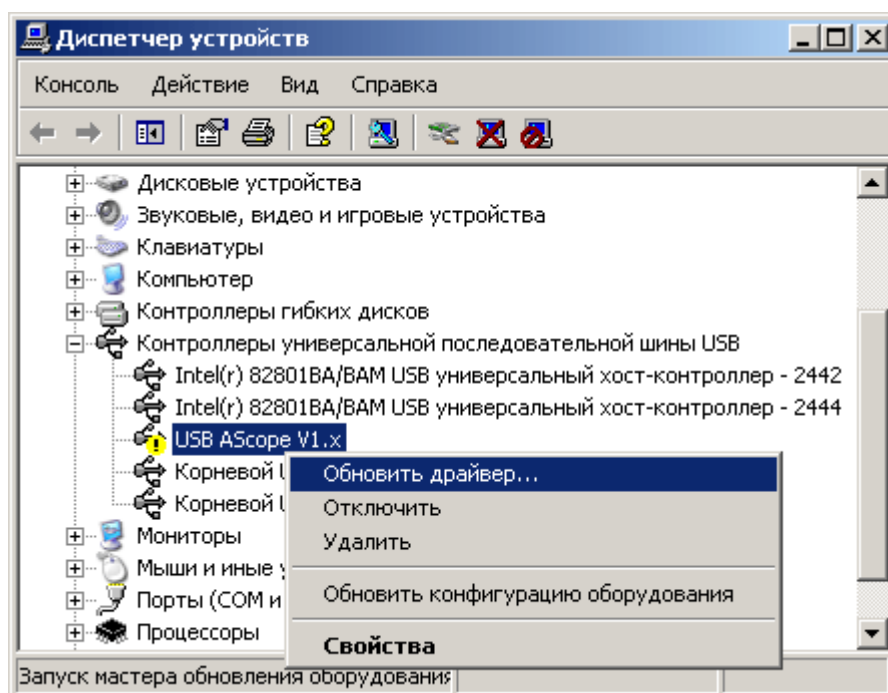 Диспетчер устройств
Консоль Действие Вид Справка
Дисковые устройства
Звуковые, видео и игровые устройства
Клавиатуры
Компьютер
Контроллеры гибких дисков
Контроллеры универсальной последовательной шины USB
Intel(r) 82801BA/BAM USB универсальный хост-контроллер - 2442
Intel(r) 82801BA/BAM USB универсальный хост-контроллер - 2444
USB AScope V1.x
Корневой
Корневой
Мониторы
Мыши и иные
Порты (COM и
Процессоры
Обновить драйвер...
Отключить
Удалить
Обновить конфигурацию оборудования
Свойства
Запуск мастера обновления оборудования